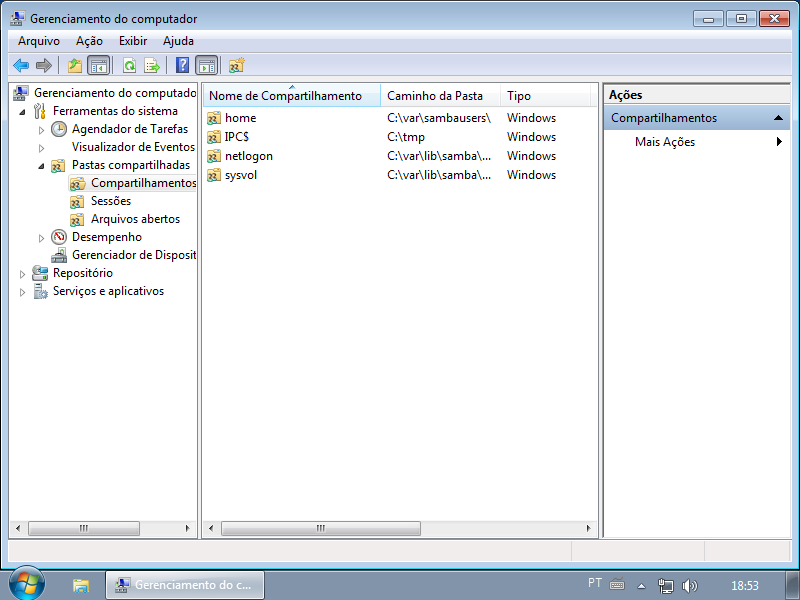 Gerenciamento do computador
Arquivo Ação Exibir Ajuda
Gerenciamento do computado
Ferramentas do sistema
Agendador de Tarefas
Visualizador de Eventos
Pastas compartilhadas
Compartilhamentos
Sessões
Arquivos abertos
Desempenho
Gerenciador de Disposit
Repositório
Serviços e aplicativos
Nome de Compartilhamento Caminho da Pasta Tipo
home C:\var\sambausers\ Windows
IPC$ C:\tmp Windows
netlogon C:\var\lib\samba\... Windows
sysvol C:\var\lib\samba\... Windows
Ações
Compartilhamentos
Mais Ações
Gerenciamento do c...
PT
18:53